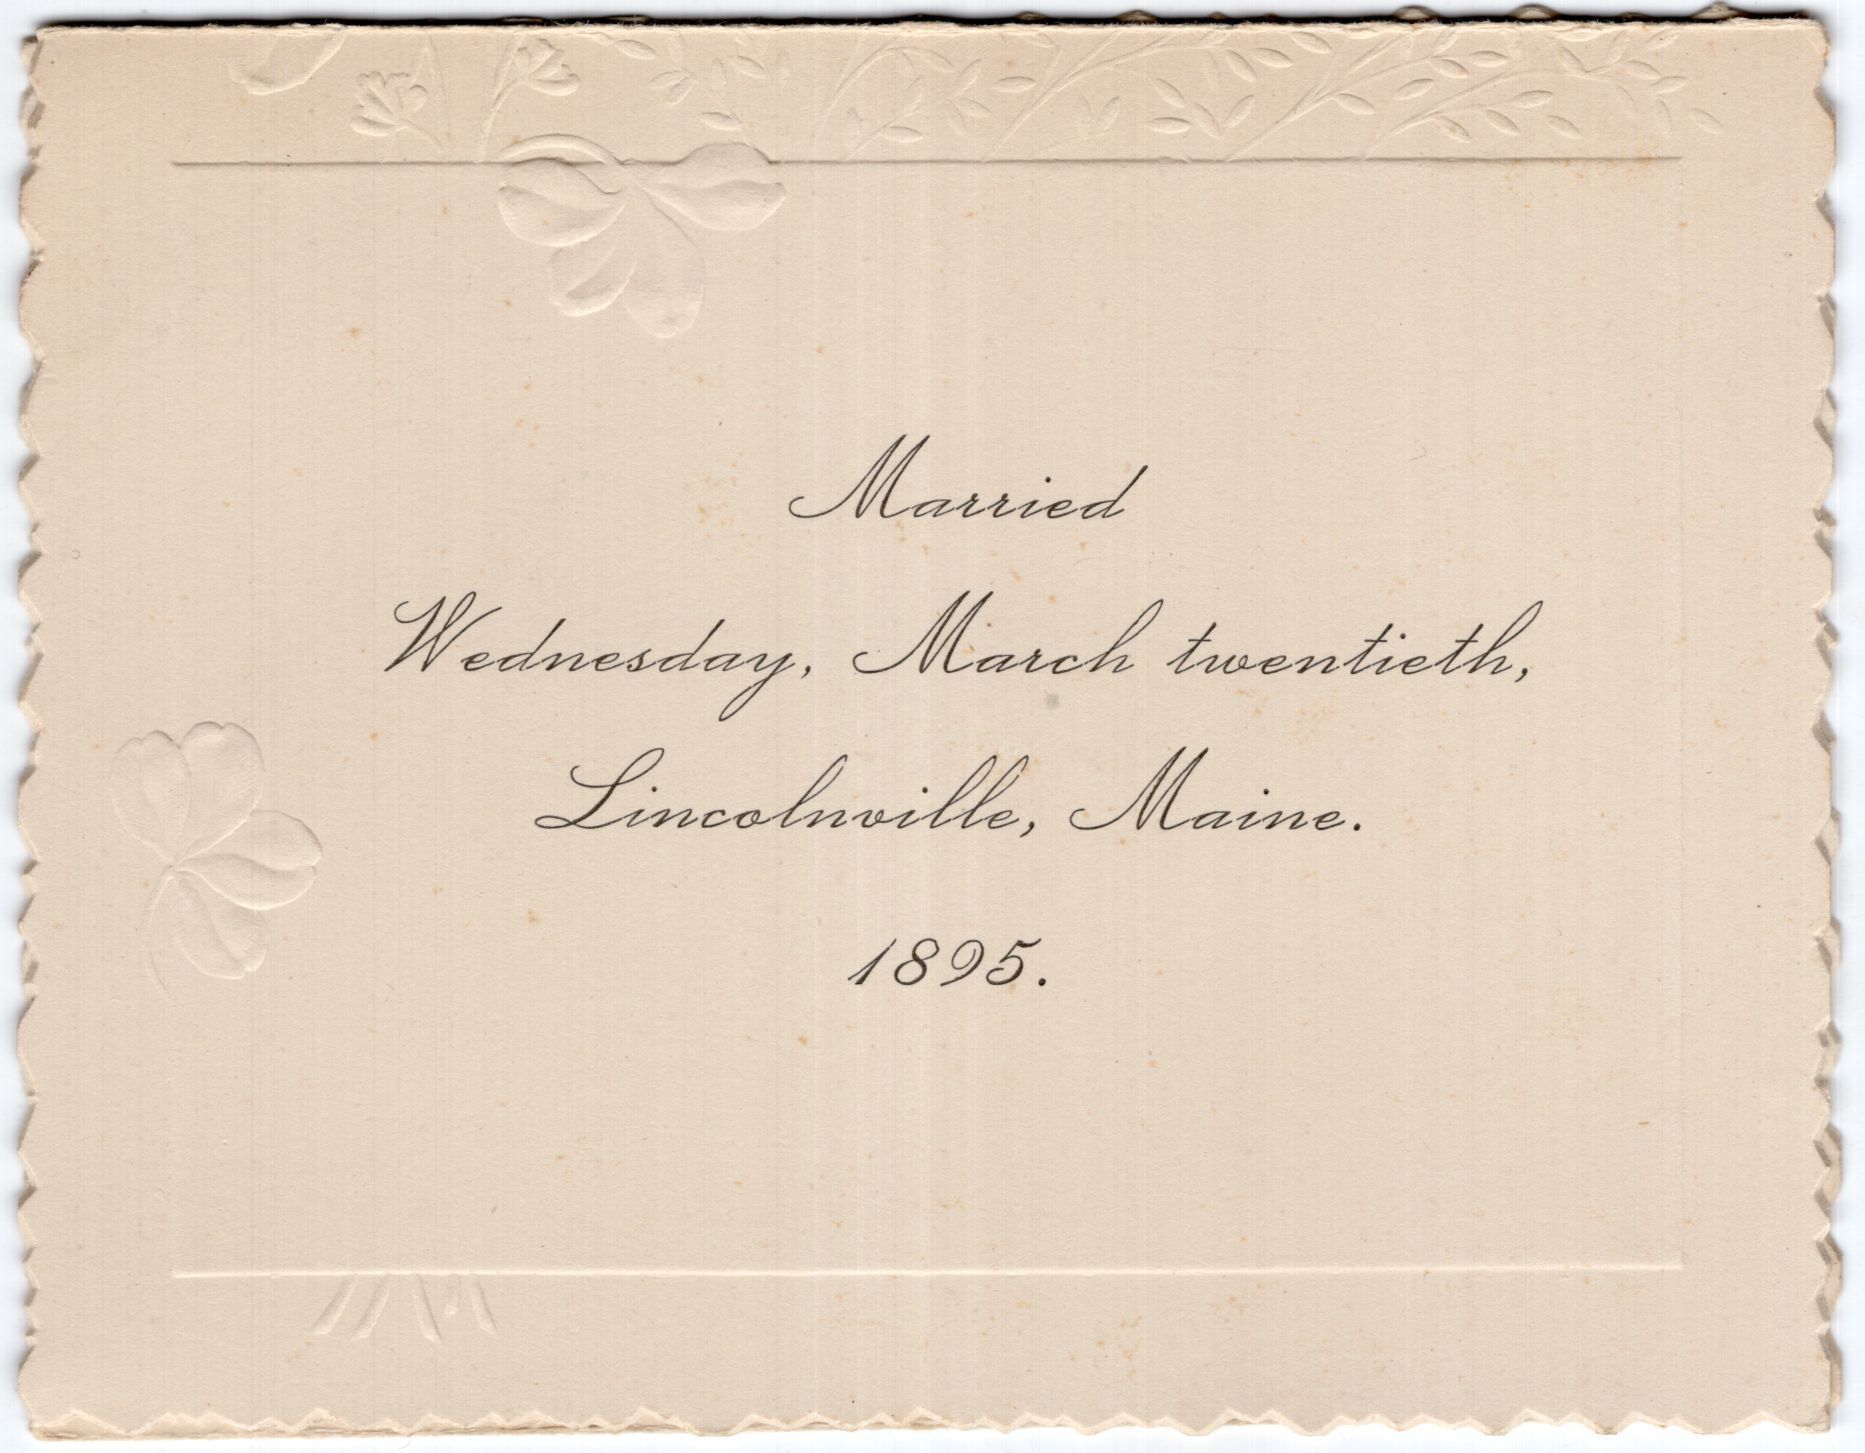 Married
Wednesday, March twentieth,
Lincolnville, Maine.
1895.